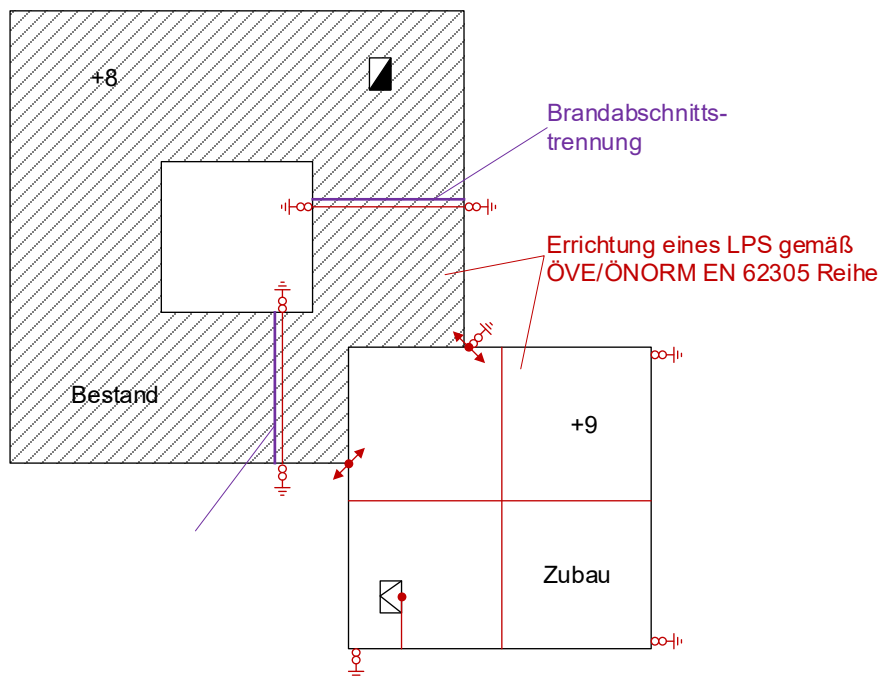 +8
Brandabschnitts-
trennung
Errichtung eines LPS gemäß
ÖVE/ÖNORM EN 62305 Reihe
Bestand
+9
Zubau